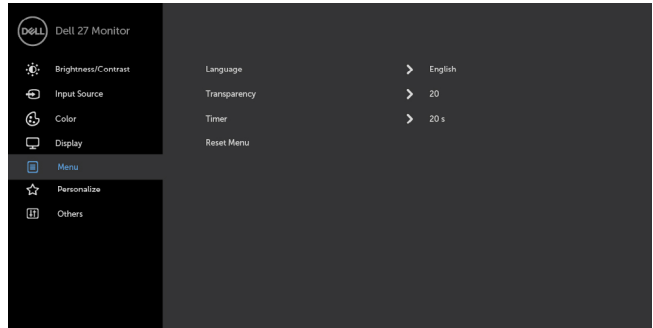 DELL
Dell 27 Monitor
Brightness/Contrast
Input Source
Color
Display
Menu
Personalize
Others
Language English
Transparency 20
Timer 20 s
Reset Menu